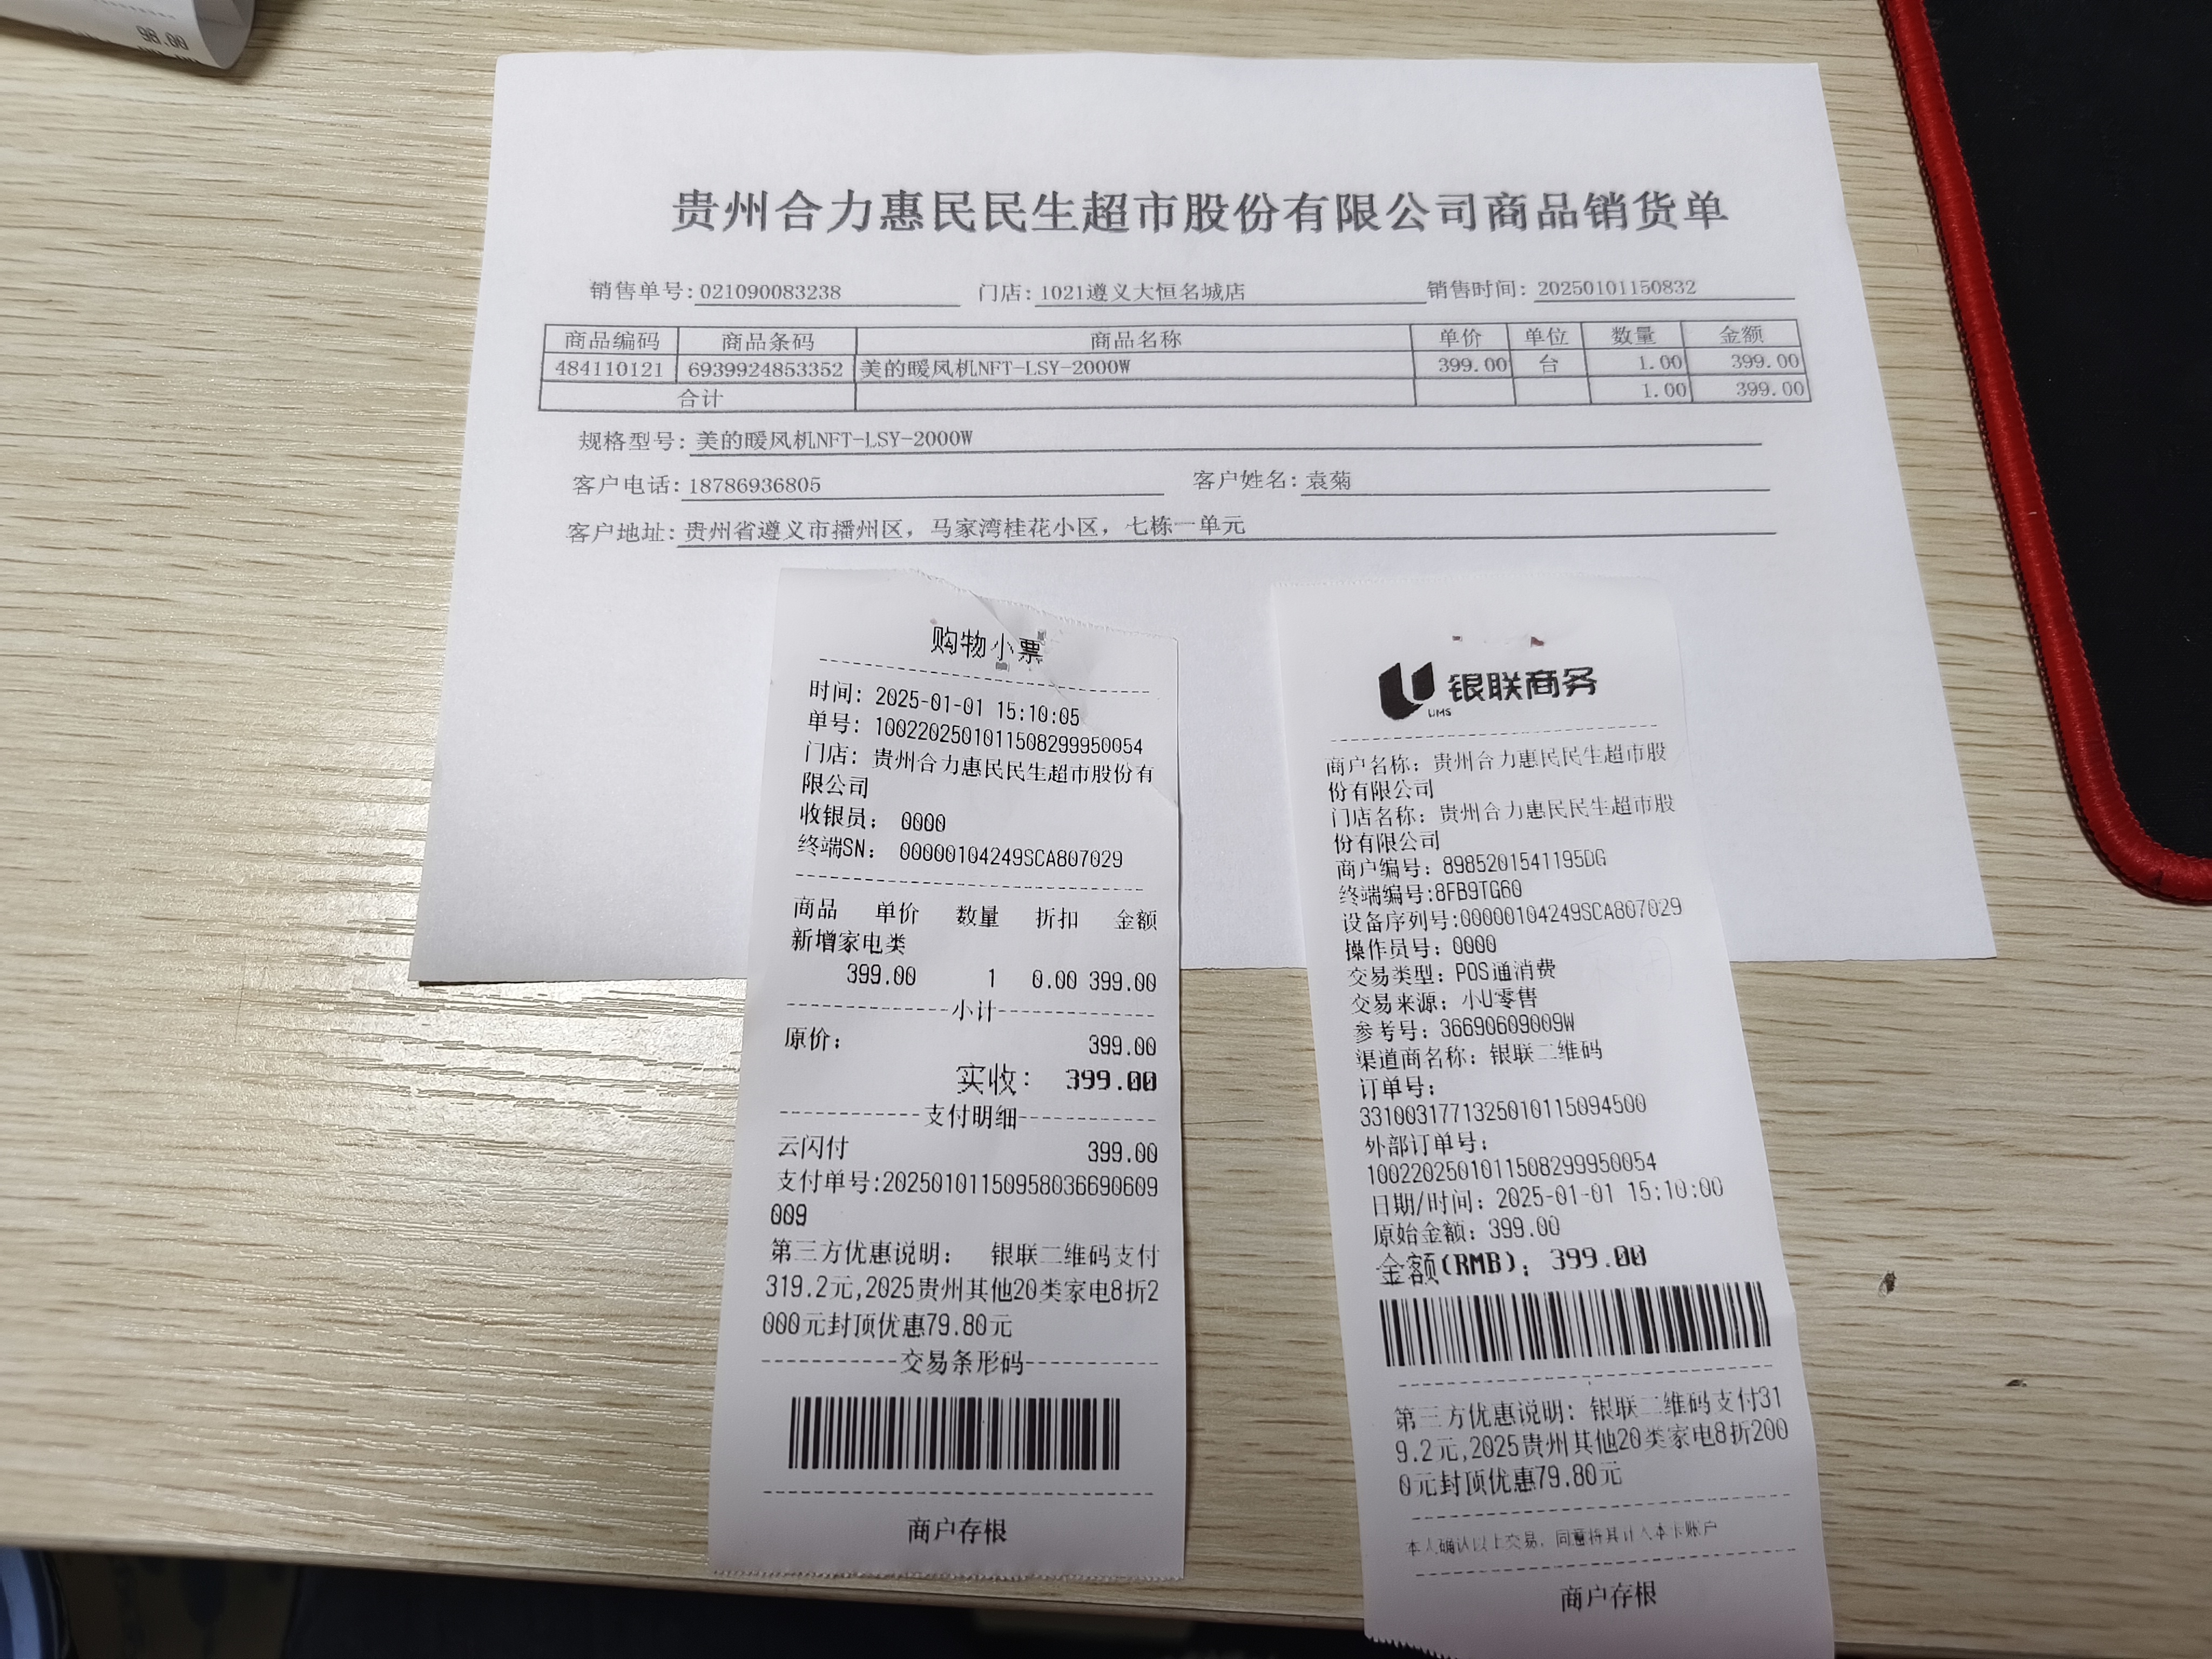 98.00
贵州合力惠民民生超市股份有限公司商品销货单
销售单号: 021090083238 门店: 1021遵义大恒名城店 销售时间: 20250101150832
商品编码 商品条码 商品名称 单价 单位 数量 金额
484110121 6939924853352 美的暖风机NFT-LSY-2000W 399.00 台 1.00 399.00
合计 1.00 399.00
规格型号: 美的暖风机NFT-LSY-2000W
客户电话: 18786936805 客户姓名: 袁菊
客户地址: 贵州省遵义市播州区，马家湾桂花小区，七栋一单元
购物小票
时间: 2025-01-01 15:10:05
单号: 1002202501011508299950054
门店: 贵州合力惠民民生超市股份有
限公司
收银员: 0000
终端SN: 00000104249SCA807029
商品 单价 数量 折扣 金额
新增家电类
399.00 1 0.00 399.00
小计
原价: 399.00
实收: 399.00
支付明细
云闪付 399.00
支付单号:20250101150958036690609
009
第三方优惠说明: 银联二维码支付
319.2元,2025贵州其他20类家电8折2
000元封顶优惠79.80元
交易条形码
商户存根
银联商务
UMS
商户名称: 贵州合力惠民民生超市股
份有限公司
门店名称: 贵州合力惠民民生超市股
份有限公司
商户编号: 8985201541195DG
终端编号:8FB9TG60
设备序列号:00000104249SCA807029
操作员号: 0000
交易类型: POS通消费
交易来源: 小U零售
参考号: 36690609009W
渠道商名称: 银联二维码
订单号:
3310031771325010115094500
外部订单号:
1002202501011508299950054
日期/时间: 2025-01-01 15:10:00
原始金额: 399.00
金额(RMB): 399.00
第三方优惠说明: 银联二维码支付31
9.2元,2025贵州其他20类家电8折200
0元封顶优惠79.80元
本人确认以上交易, 同意将其计入本卡账户
商户存根